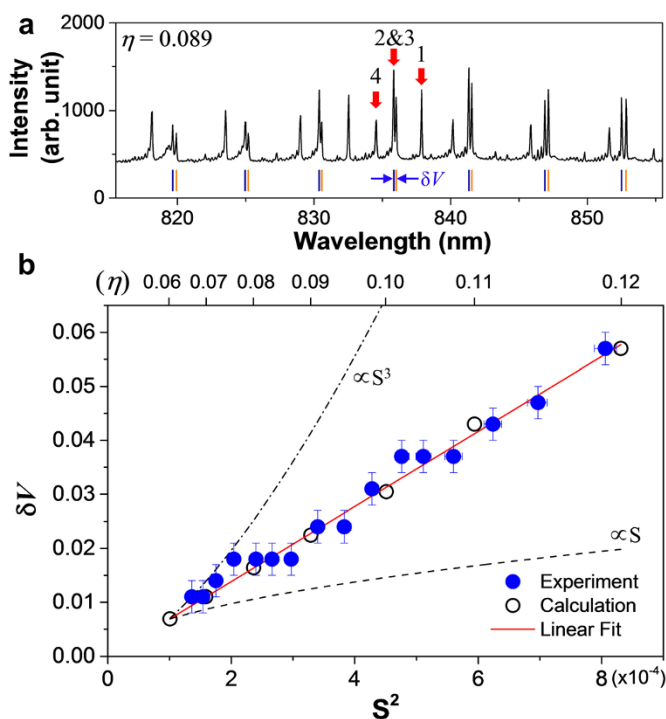 a
η = 0.089
2&3
1
4
Intensity
(arb. unit)
2000
1000
0
δV
820 830 840 850
Wavelength (nm)
b
(η) 0.06 0.07 0.08 0.09 0.10 0.11 0.12
0.06
0.05
0.04
0.03
0.02
0.01
0.00
δV
∝S³
∝S
Experiment
Calculation
Linear Fit
0 2 4 6 8 (x10⁻⁴)
S²